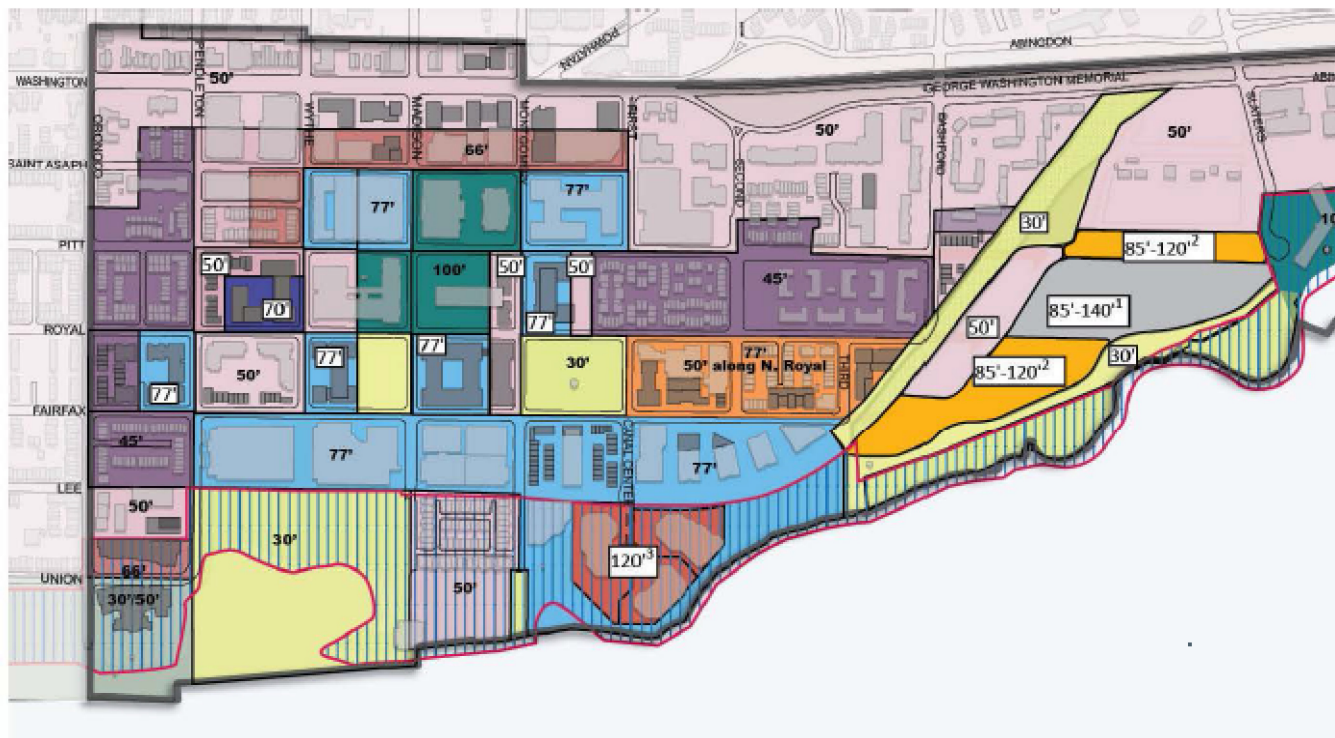 POWHATAN
ABINGDON
WASHINGTON
PENDLETON
50'
GEORGE WASHINGTON MEMORIAL
ORONOCO
WYTHE
MADISON
MONTGOMERY
FIRST
SECOND
50'
BASHFORD
50'
SLATERS
66'
SAINT ASAPH
77'
77'
30'
PITT
85'-120'²
50'
70'
100'
50'
50'
77'
45'
85'-140'¹
ROYAL
50'
77'
50'
77'
77'
30'
50' along N. Royal
77'
THIRD
85'-120'²
30'
FAIRFAX
45'
77'
CANAL CENTER
77'
LEE
50'
30'
120'³
66'
UNION
30'/50'
50'